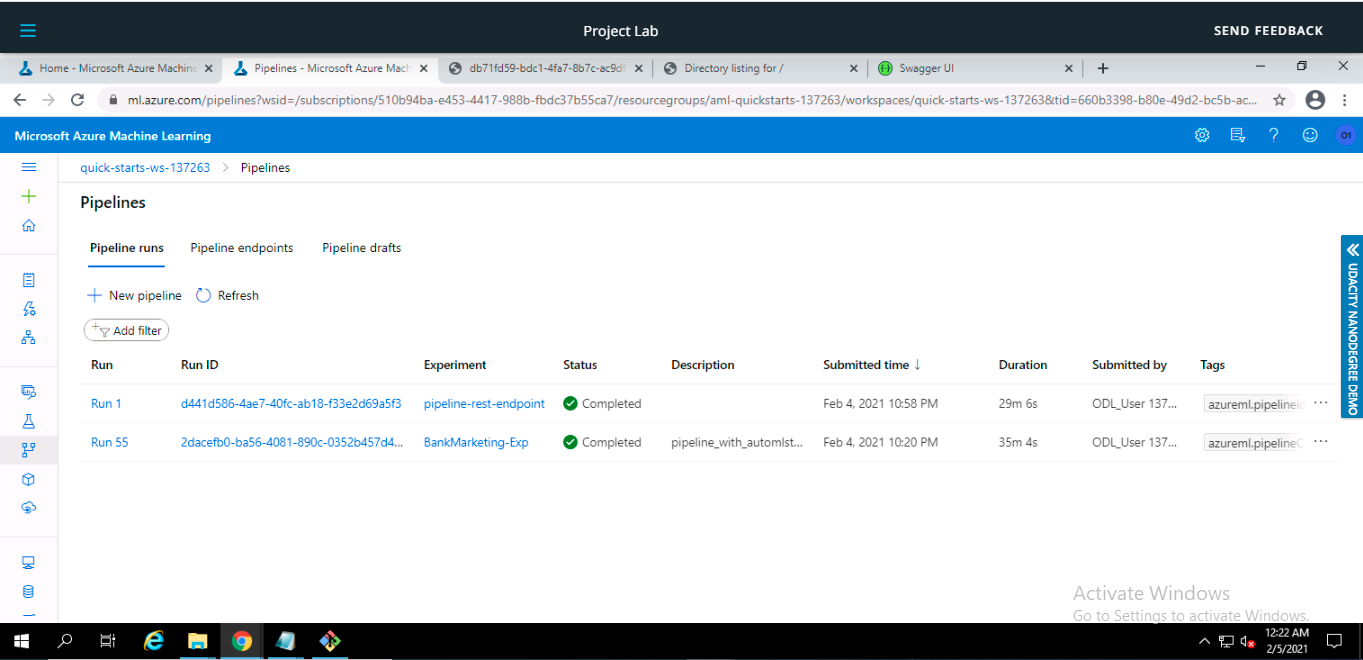 Project Lab
SEND FEEDBACK
Home - Microsoft Azure Machine
Pipelines - Microsoft Azure Mach
db71fd59-bdc1-4fa7-8b7c-ac9df
Directory listing for /
Swagger UI
ml.azure.com/pipelines?wsid=/subscriptions/510b94ba-e453-4417-988b-fbdc37b55ca7/resourcegroups/aml-quickstarts-137263/workspaces/quick-starts-ws-137263&tid=660b3398-b80e-49d2-bc5b-ac...
Microsoft Azure Machine Learning
O1
quick-starts-ws-137263 > Pipelines
Pipelines
Pipeline runs Pipeline endpoints Pipeline drafts
New pipeline Refresh
Add filter
Run Run ID Experiment Status Description Submitted time ↓ Duration Submitted by Tags
Run 1 d441d586-4ae7-40fc-ab18-f33e2d69a5f3 pipeline-rest-endpoint Completed Feb 4, 2021 10:58 PM 29m 6s ODL_User 137... azureml.pipelineid ...
Run 55 2dacefb0-ba56-4081-890c-0352b457d4... BankMarketing-Exp Completed pipeline_with_automlst... Feb 4, 2021 10:20 PM 35m 4s ODL_User 137... azureml.pipelineC ...
UDACITY NANODEGREE DEMO
Activate Windows
Go to Settings to activate Windows.
12:22 AM
2/5/2021